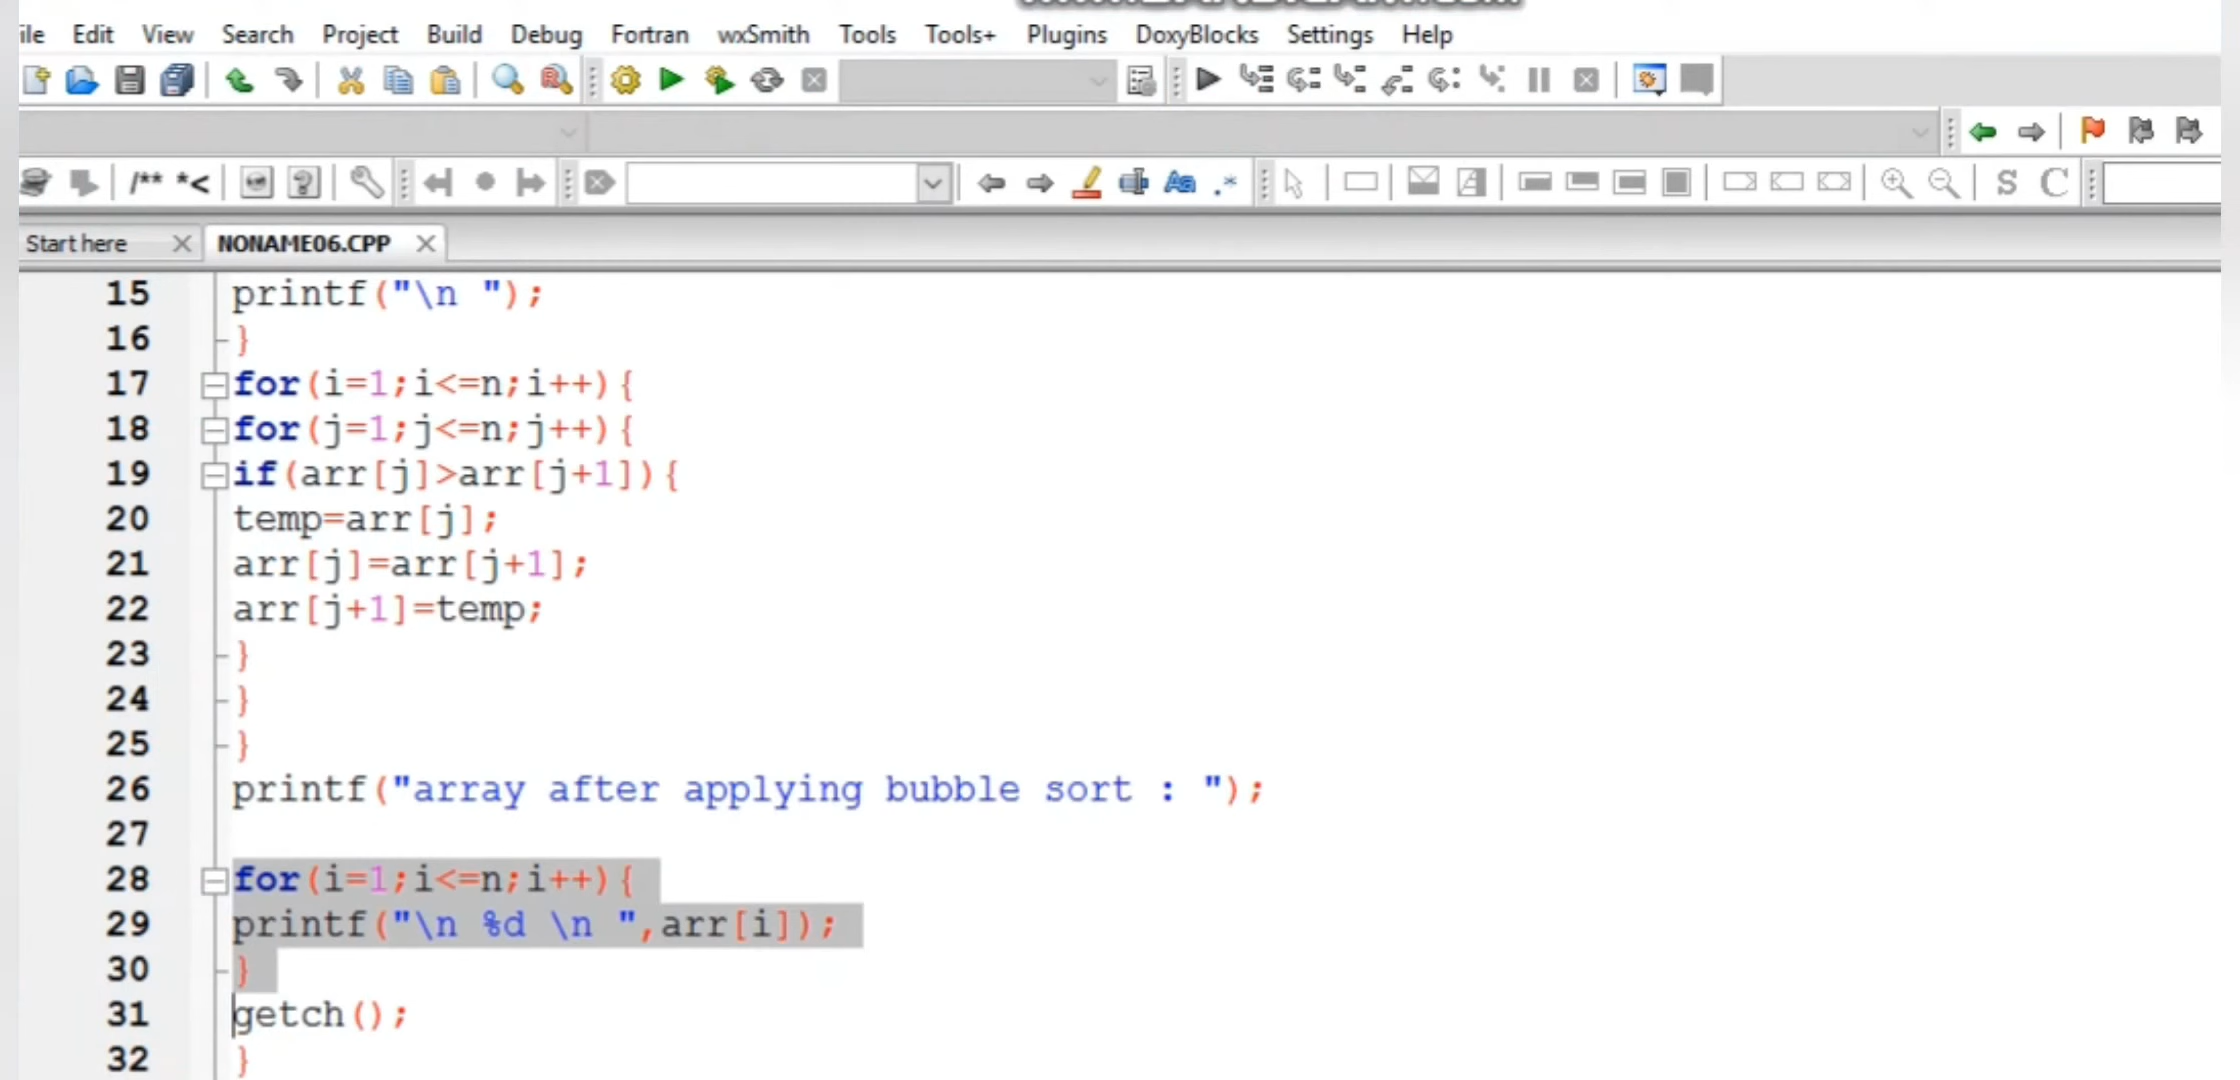 ile Edit View Search Project Build Debug Fortran wxSmith Tools Tools+ Plugins DoxyBlocks Settings Help
/** *<
Aa .*
S C
Start here NONAME06.CPP
15 printf("\n ");
16 }
17 for(i=1;i<=n;i++){
18 for(j=1;j<=n;j++){
19 if(arr[j]>arr[j+1]){
20 temp=arr[j];
21 arr[j]=arr[j+1];
22 arr[j+1]=temp;
23 }
24 }
25 }
26 printf("array after applying bubble sort : ");
27
28 for(i=1;i<=n;i++){
29 printf("\n %d \n ",arr[i]);
30 }
31 getch();
32 }